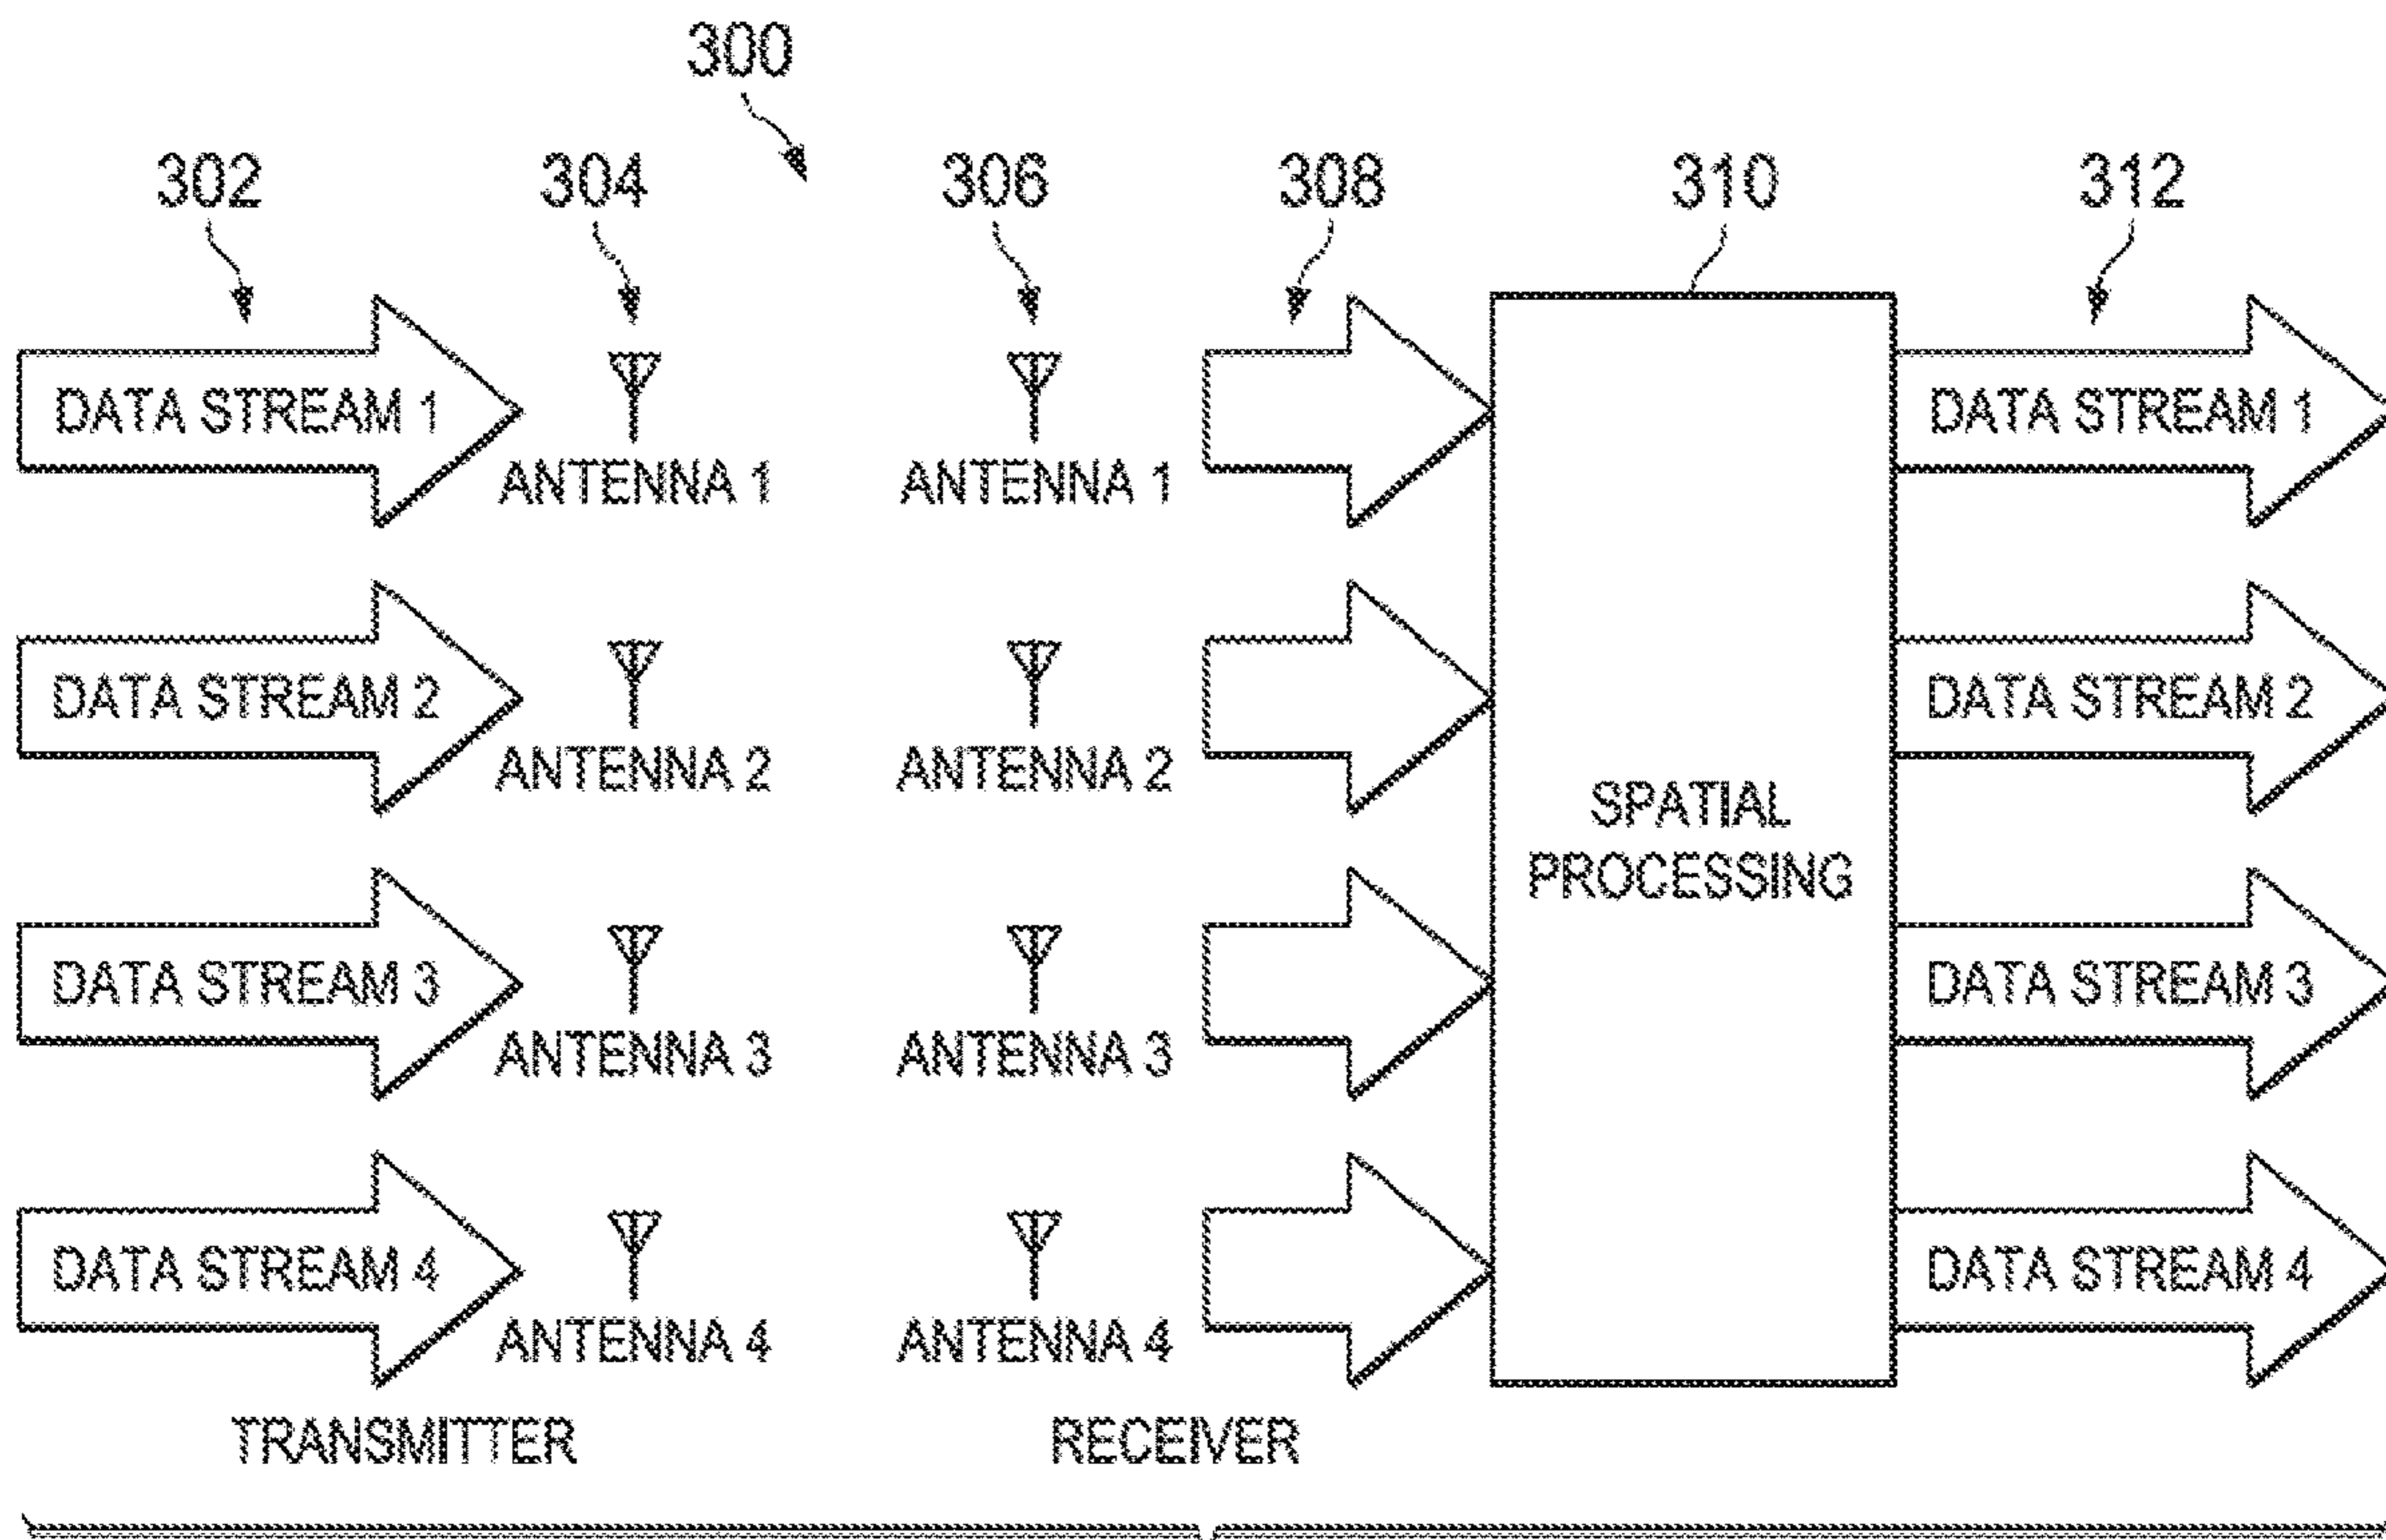 300
302 304 306 308 310 312
DATA STREAM 1 DATA STREAM 1
ANTENNA 1 ANTENNA 1
DATA STREAM 2 DATA STREAM 2
ANTENNA 2 ANTENNA 2
SPATIAL
PROCESSING
DATA STREAM 3 DATA STREAM 3
ANTENNA 3 ANTENNA 3
DATA STREAM 4 DATA STREAM 4
ANTENNA 4 ANTENNA 4
TRANSMITTER RECEIVER